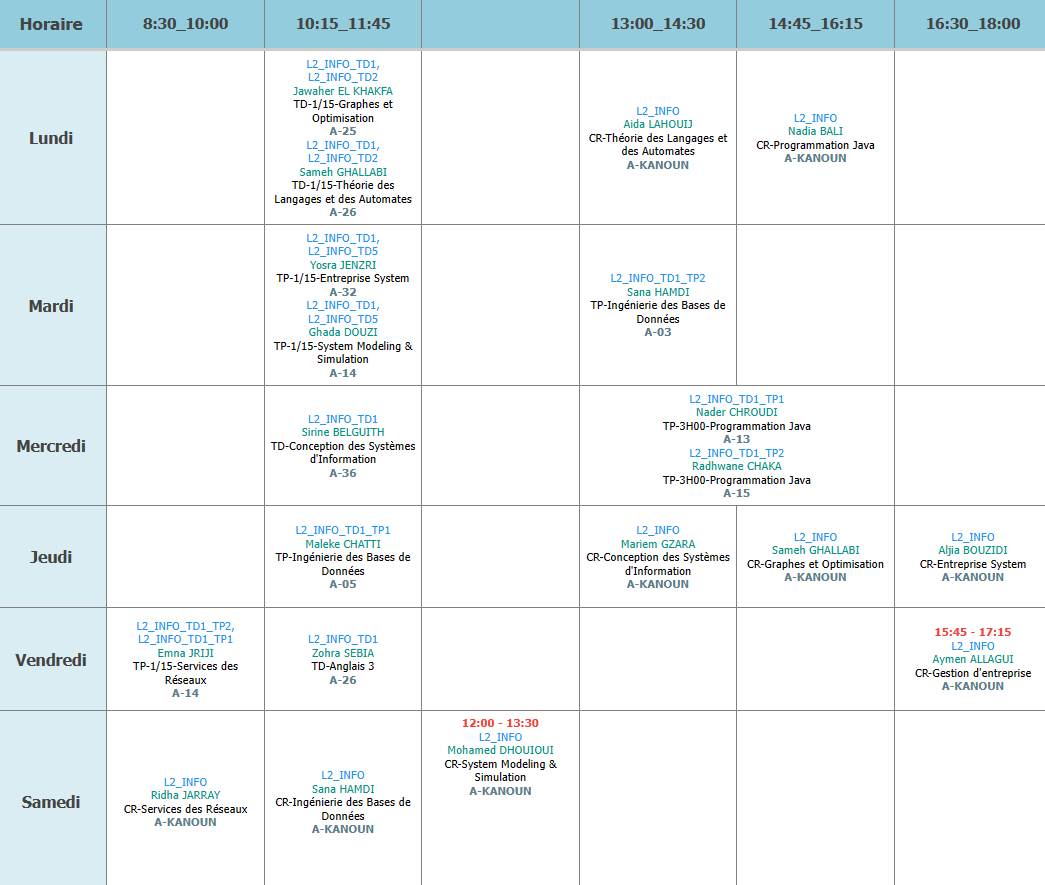 Horaire
8:30_10:00
10:15_11:45
13:00_14:30
14:45_16:15
16:30_18:00
Lundi
L2_INFO_TD1,
L2_INFO_TD2
Jawaher EL KHAKFA
TD-1/15-Graphes et
Optimisation
A-25
L2_INFO_TD1,
L2_INFO_TD2
Sameh GHALLABI
TD-1/15-Théorie des
Langages et des Automates
A-26
L2_INFO
Aida LAHOUIJ
CR-Théorie des Langages et
des Automates
A-KANOUN
L2_INFO
Nadia BALI
CR-Programmation Java
A-KANOUN
Mardi
L2_INFO_TD1,
L2_INFO_TD5
Yosra JENZRI
TP-1/15-Entreprise System
A-32
L2_INFO_TD1,
L2_INFO_TD5
Ghada DOUZI
TP-1/15-System Modeling &
Simulation
A-14
L2_INFO_TD1_TP2
Sana HAMDI
TP-Ingénierie des Bases de
Données
A-03
Mercredi
L2_INFO_TD1
Sirine BELGUITH
TD-Conception des Systèmes
d'Information
A-36
L2_INFO_TD1_TP1
Nader CHROUDI
TP-3H00-Programmation Java
A-13
L2_INFO_TD1_TP2
Radhwane CHAKA
TP-3H00-Programmation Java
A-15
Jeudi
L2_INFO_TD1_TP1
Maleke CHATTI
TP-Ingénierie des Bases de
Données
A-05
L2_INFO
Mariem GZARA
CR-Conception des Systèmes
d'Information
A-KANOUN
L2_INFO
Sameh GHALLABI
CR-Graphes et Optimisation
A-KANOUN
L2_INFO
Aljia BOUZIDI
CR-Entreprise System
A-KANOUN
Vendredi
L2_INFO_TD1_TP2,
L2_INFO_TD1_TP1
Emna JRIJI
TP-1/15-Services des
Réseaux
A-14
L2_INFO_TD1
Zohra SEBIA
TD-Anglais 3
A-26
15:45 - 17:15
L2_INFO
Aymen ALLAGUI
CR-Gestion d'entreprise
A-KANOUN
Samedi
L2_INFO
Ridha JARRAY
CR-Services des Réseaux
A-KANOUN
L2_INFO
Sana HAMDI
CR-Ingénierie des Bases de
Données
A-KANOUN
12:00 - 13:30
L2_INFO
Mohamed DHOUIOUI
CR-System Modeling &
Simulation
A-KANOUN